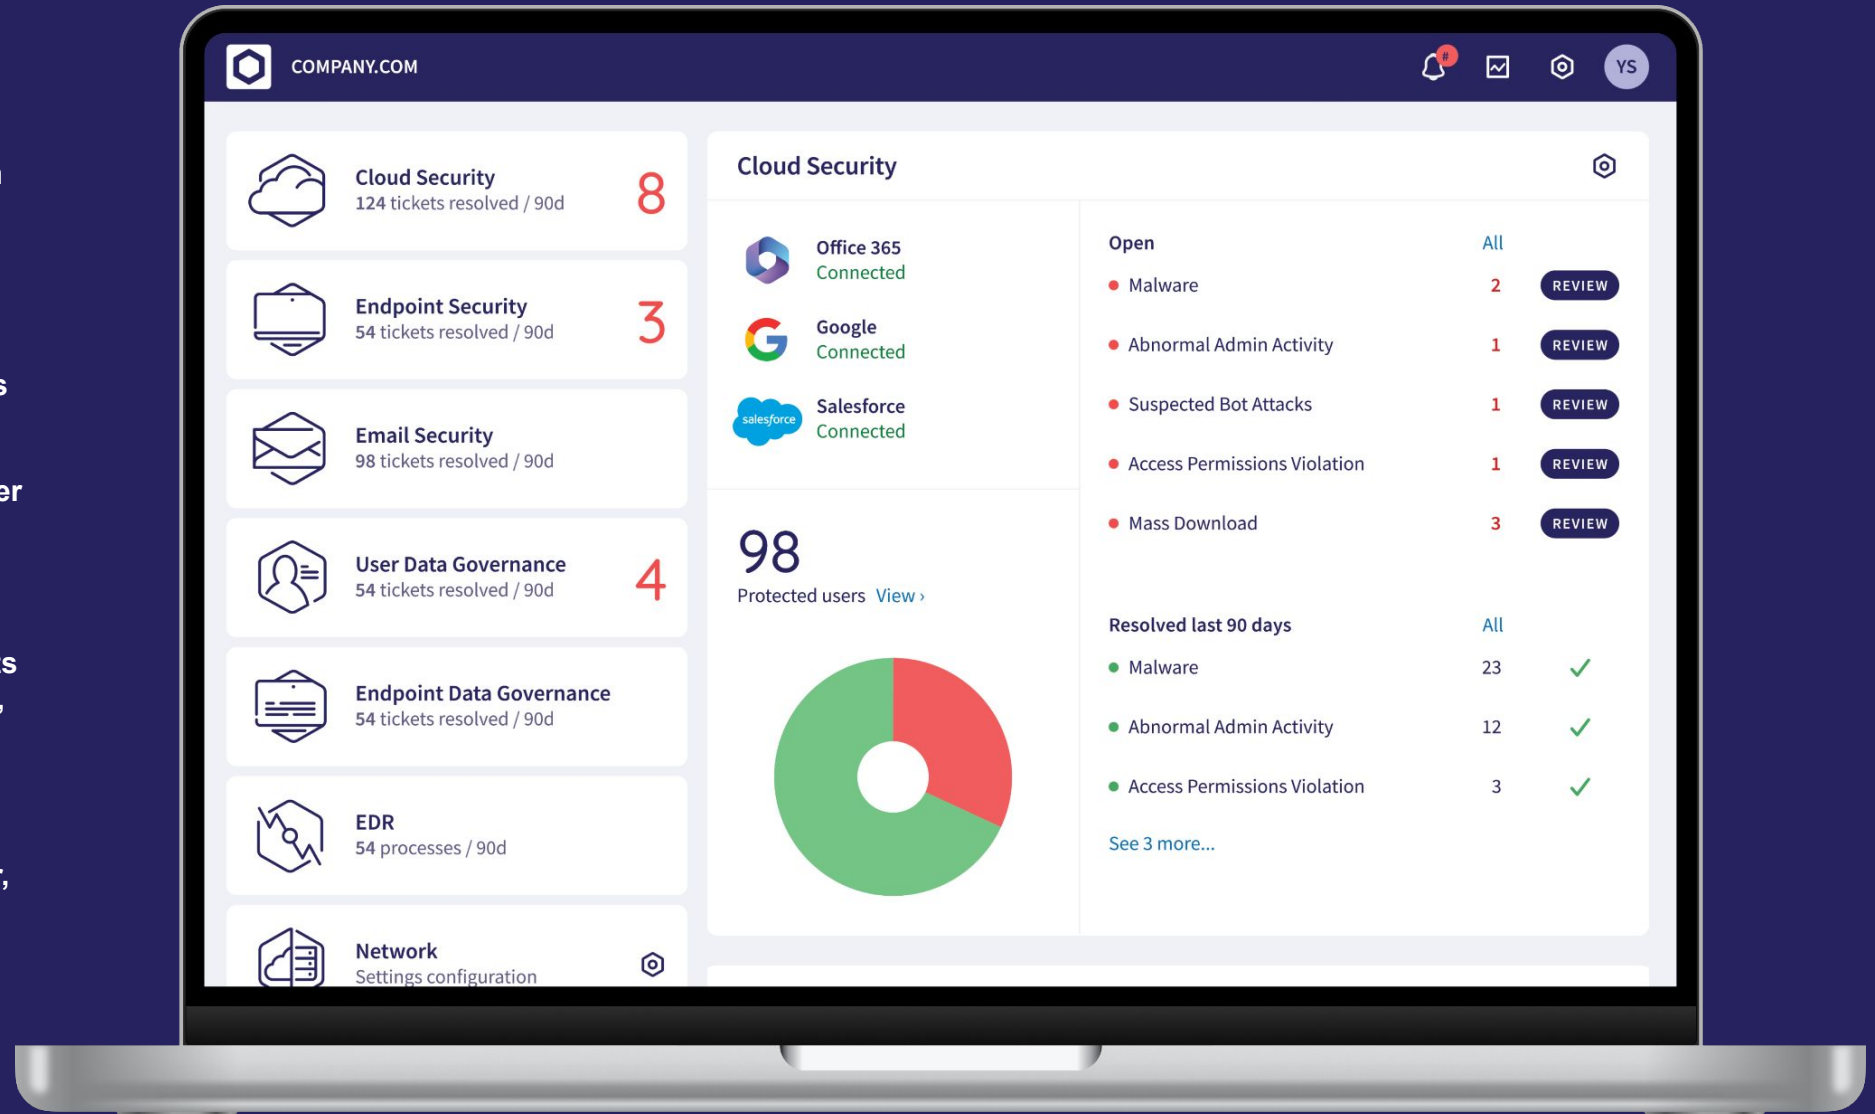 COMPANY.COM
#
YS
Cloud Security
124 tickets resolved / 90d
8
Endpoint Security
54 tickets resolved / 90d
3
Email Security
98 tickets resolved / 90d
User Data Governance
54 tickets resolved / 90d
4
Endpoint Data Governance
54 tickets resolved / 90d
EDR
54 processes / 90d
Network
Settings configuration
Cloud Security
Office 365
Connected
Google
Connected
salesforce
Salesforce
Connected
98
Protected users View ›
Open All
Malware 2 REVIEW
Abnormal Admin Activity 1 REVIEW
Suspected Bot Attacks 1 REVIEW
Access Permissions Violation 1 REVIEW
Mass Download 3 REVIEW
Resolved last 90 days All
Malware 23
Abnormal Admin Activity 12
Access Permissions Violation 3
See 3 more...